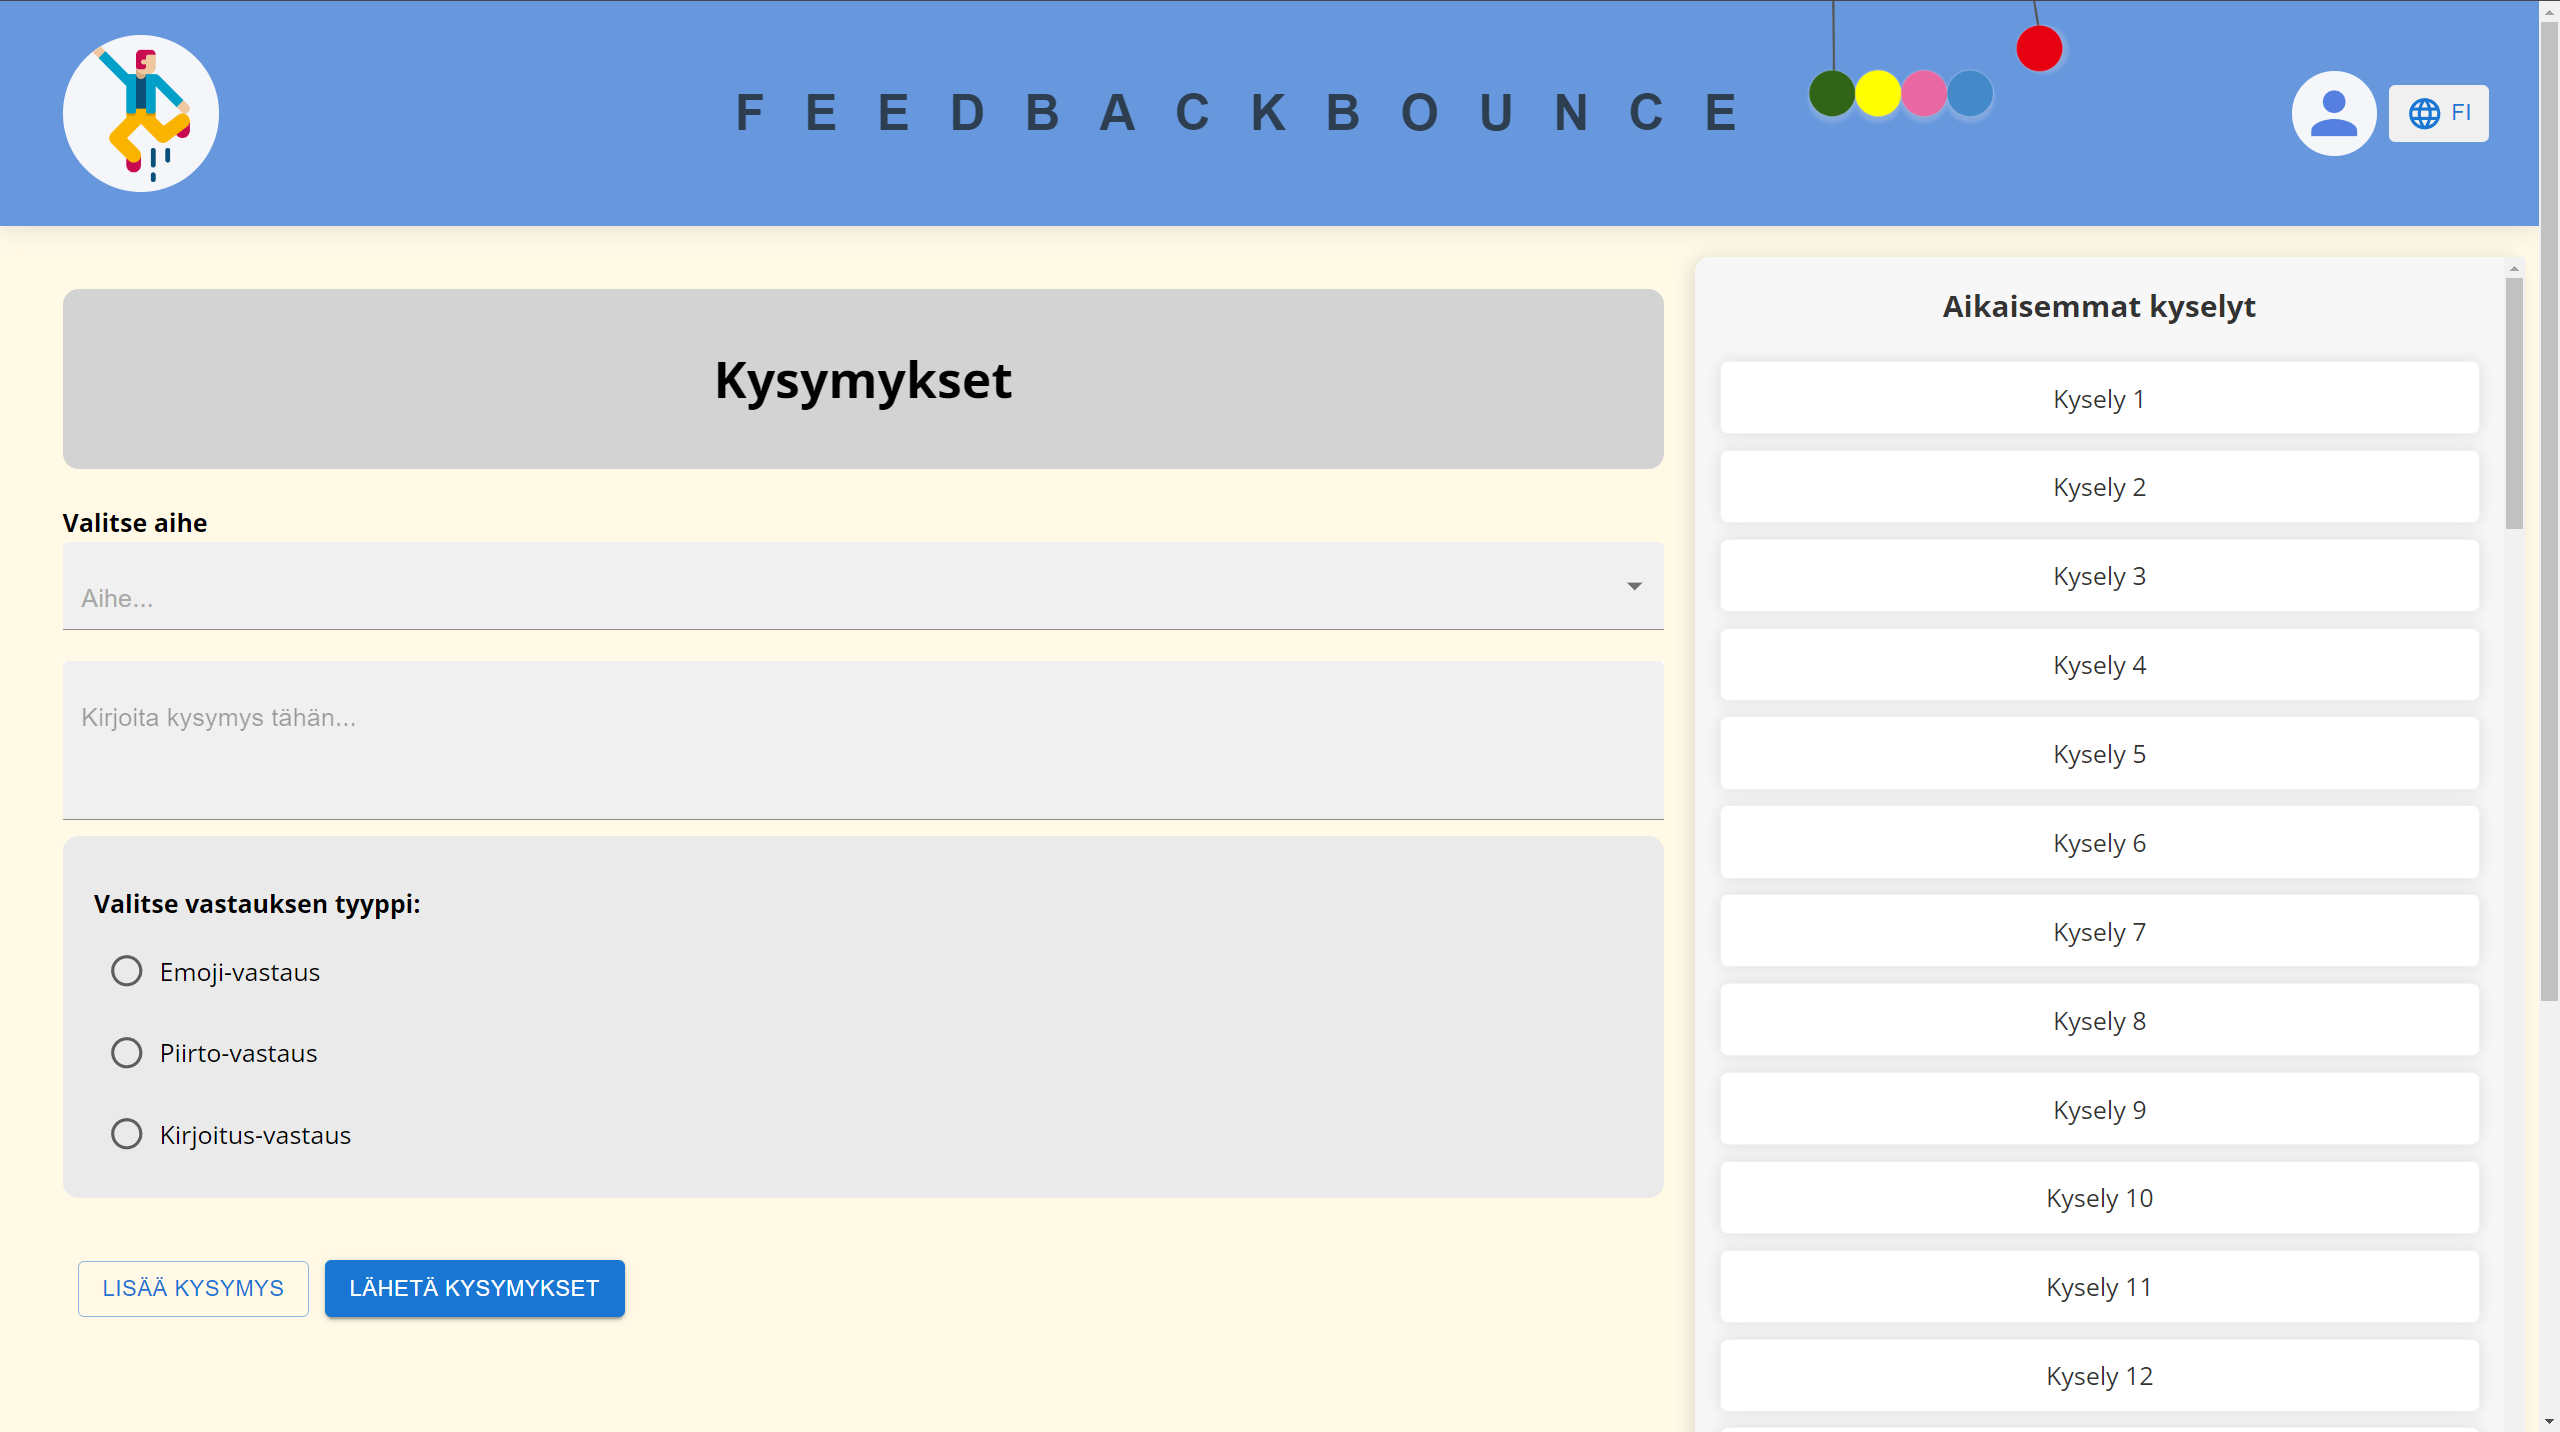 FEEDBACKBOUNCE
FI
Kysymykset
Valitse aihe
Aihe...
Kirjoita kysymys tähän...
Valitse vastauksen tyyppi:
Emoji-vastaus
Piirto-vastaus
Kirjoitus-vastaus
LISÄÄ KYSYMYS
LÄHETÄ KYSYMYKSET
Aikaisemmat kyselyt
Kysely 1
Kysely 2
Kysely 3
Kysely 4
Kysely 5
Kysely 6
Kysely 7
Kysely 8
Kysely 9
Kysely 10
Kysely 11
Kysely 12